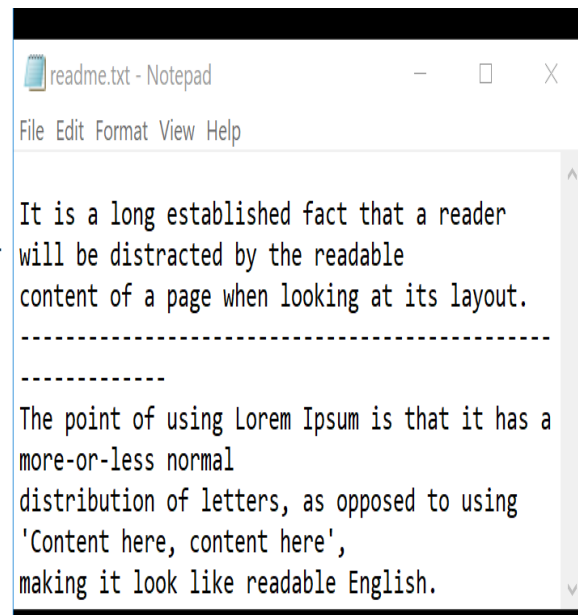 readme.txt - Notepad
File Edit Format View Help
It is a long established fact that a reader
will be distracted by the readable
content of a page when looking at its layout.
-----------------------------------------------
-------------
The point of using Lorem Ipsum is that it has a
more-or-less normal
distribution of letters, as opposed to using
'Content here, content here',
making it look like readable English.